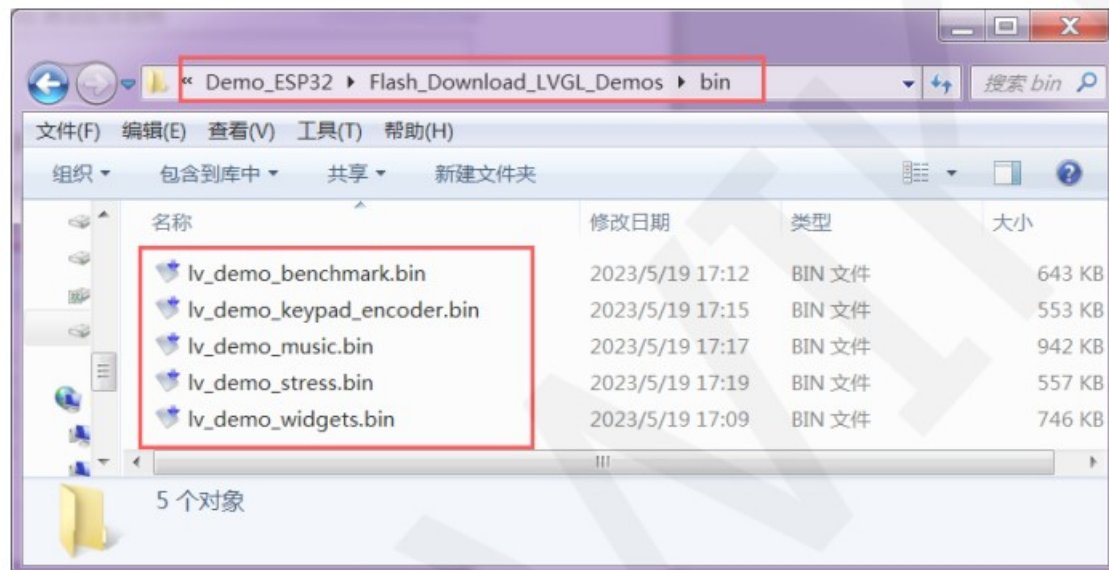 « Demo_ESP32 ▸ Flash_Download_LVGL_Demos ▸ bin 搜索 bin
文件(F) 编辑(E) 查看(V) 工具(T) 帮助(H)
组织 包含到库中 共享 新建文件夹
名称 修改日期 类型 大小
lv_demo_benchmark.bin 2023/5/19 17:12 BIN 文件 643 KB
lv_demo_keypad_encoder.bin 2023/5/19 17:15 BIN 文件 553 KB
lv_demo_music.bin 2023/5/19 17:17 BIN 文件 942 KB
lv_demo_stress.bin 2023/5/19 17:19 BIN 文件 557 KB
lv_demo_widgets.bin 2023/5/19 17:09 BIN 文件 746 KB
5 个对象